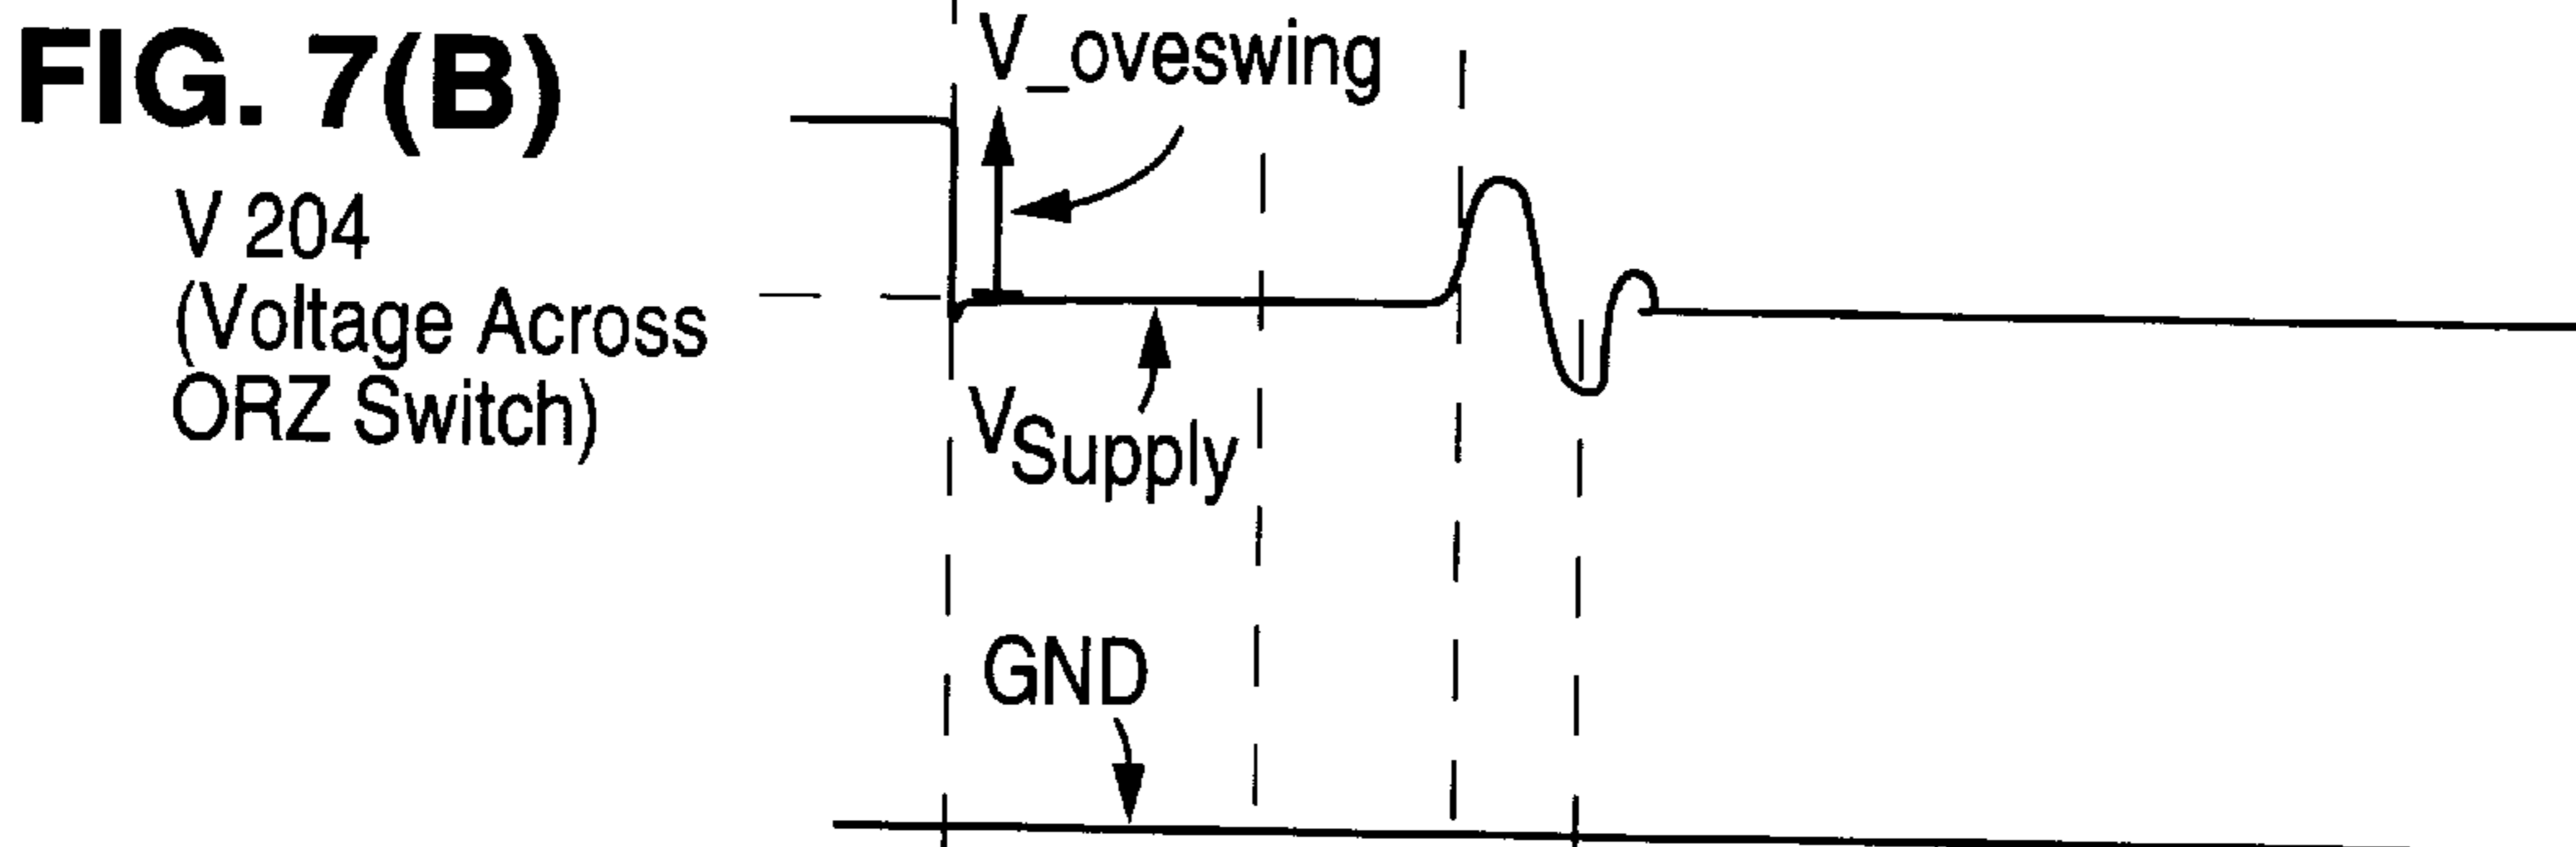 FIG. 7(B)
V_oveswing
V 204
(Voltage Across
ORZ Switch)
VSupply
GND